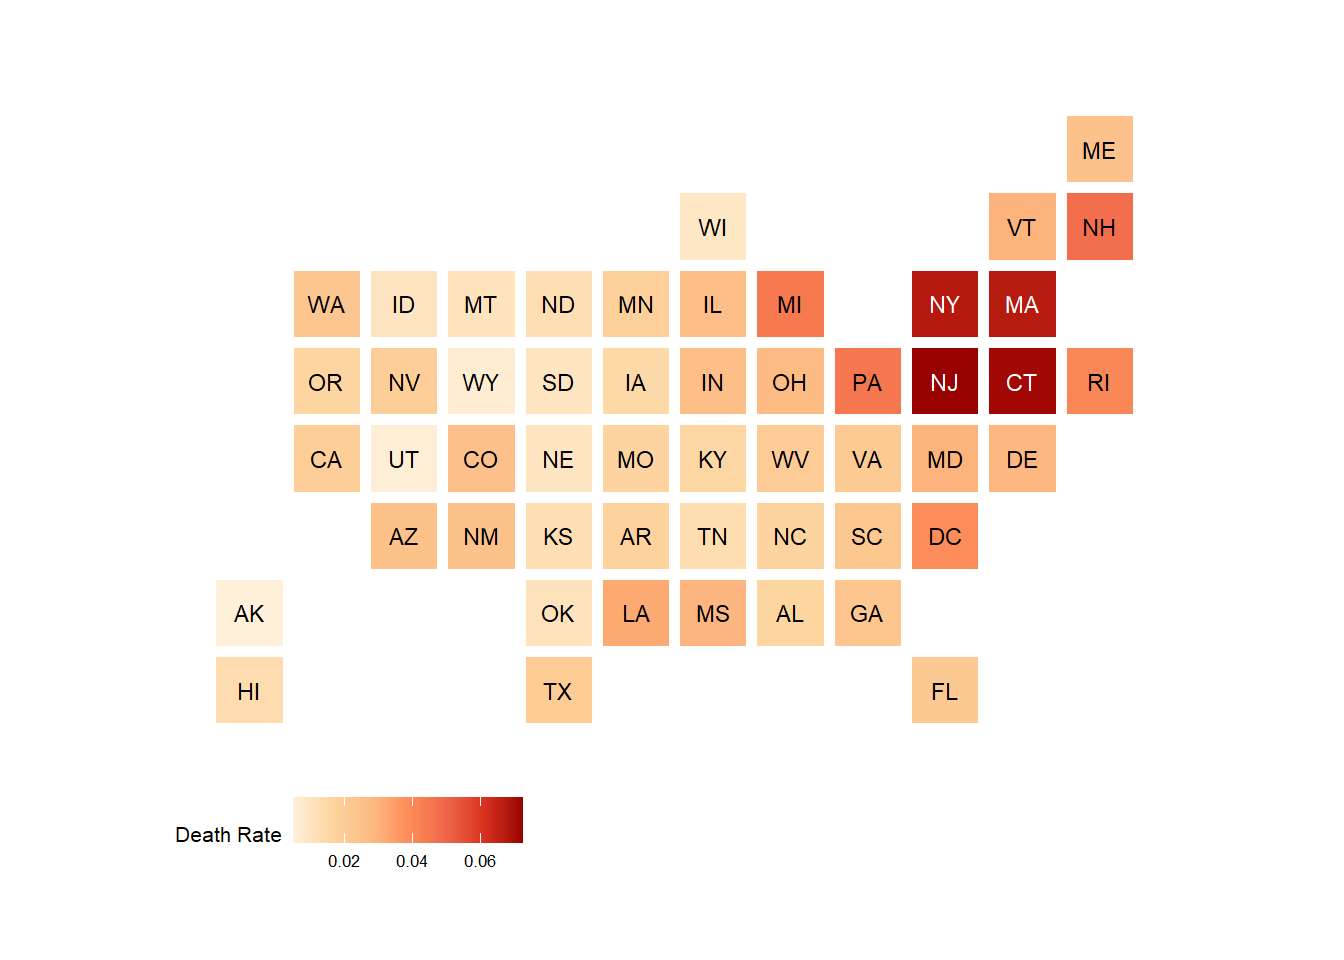 ME
WI VT NH
WA ID MT ND MN IL MI NY MA
OR NV WY SD IA IN OH PA NJ CT RI
CA UT CO NE MO KY WV VA MD DE
AZ NM KS AR TN NC SC DC
AK OK LA MS AL GA
HI TX FL
Death Rate
0.02 0.04 0.06